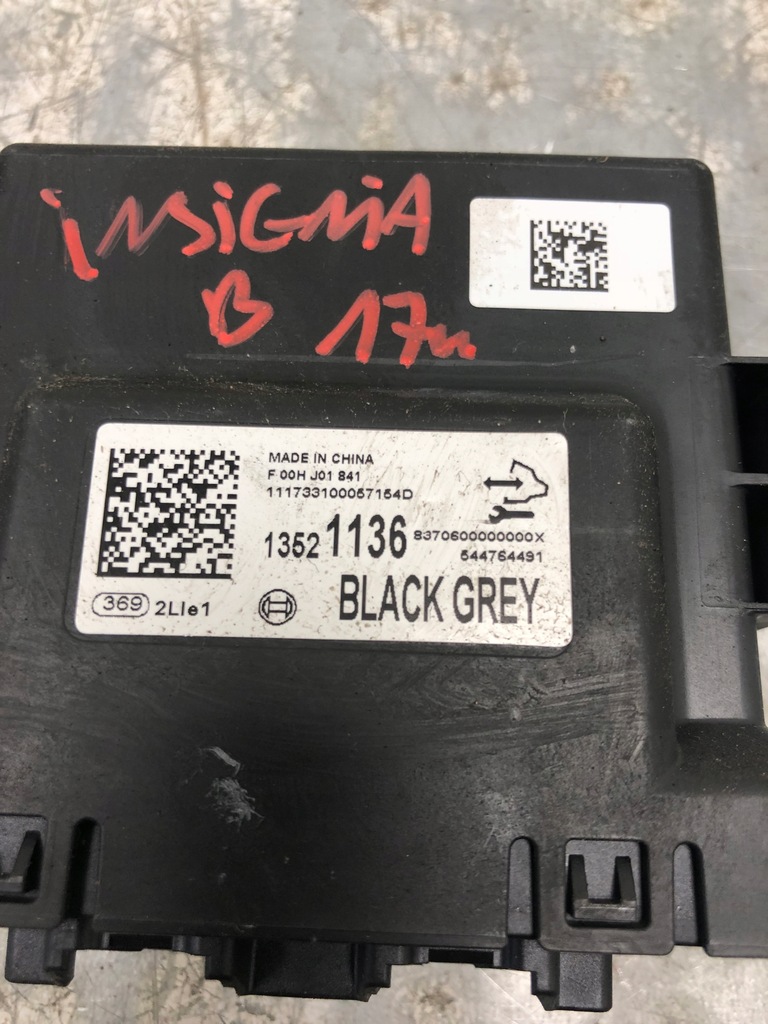 iNSiGNiA
B 17r
MADE IN CHINA
F 00H J01 841
111733100057154D
1352 1136
8370600000000X
544764491
369 2LIe1
BLACK GREY